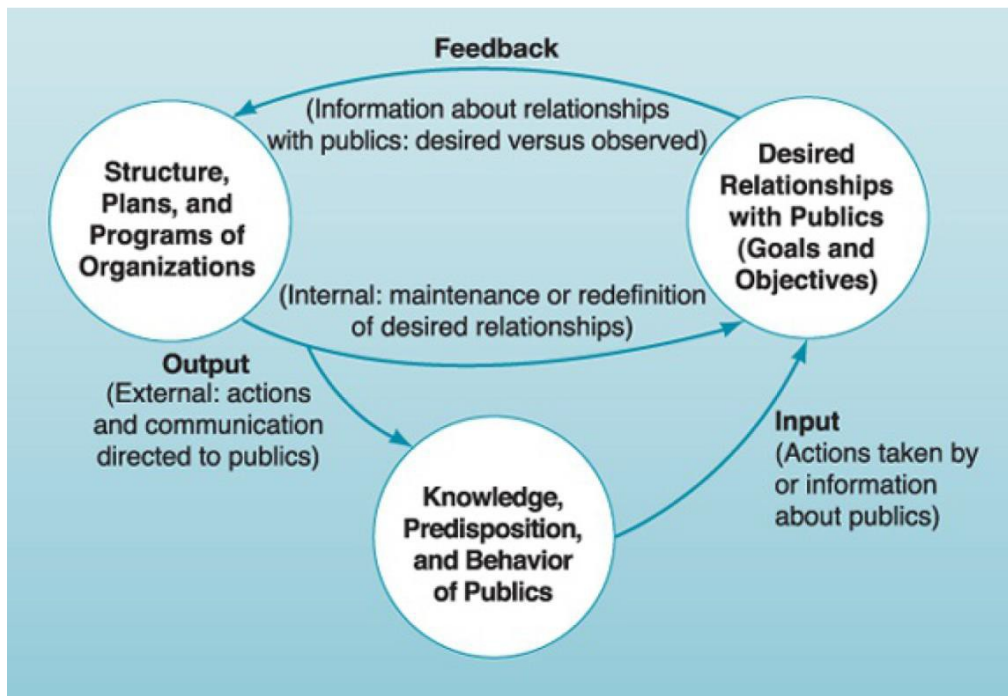 Feedback
(Information about relationships
with publics: desired versus observed)
Structure,
Plans, and
Programs of
Organizations
Desired
Relationships
with Publics
(Goals and
Objectives)
(Internal: maintenance or redefinition
of desired relationships)
Output
(External: actions
and communication
directed to publics)
Input
(Actions taken by
or information
about publics)
Knowledge,
Predisposition,
and Behavior
of Publics